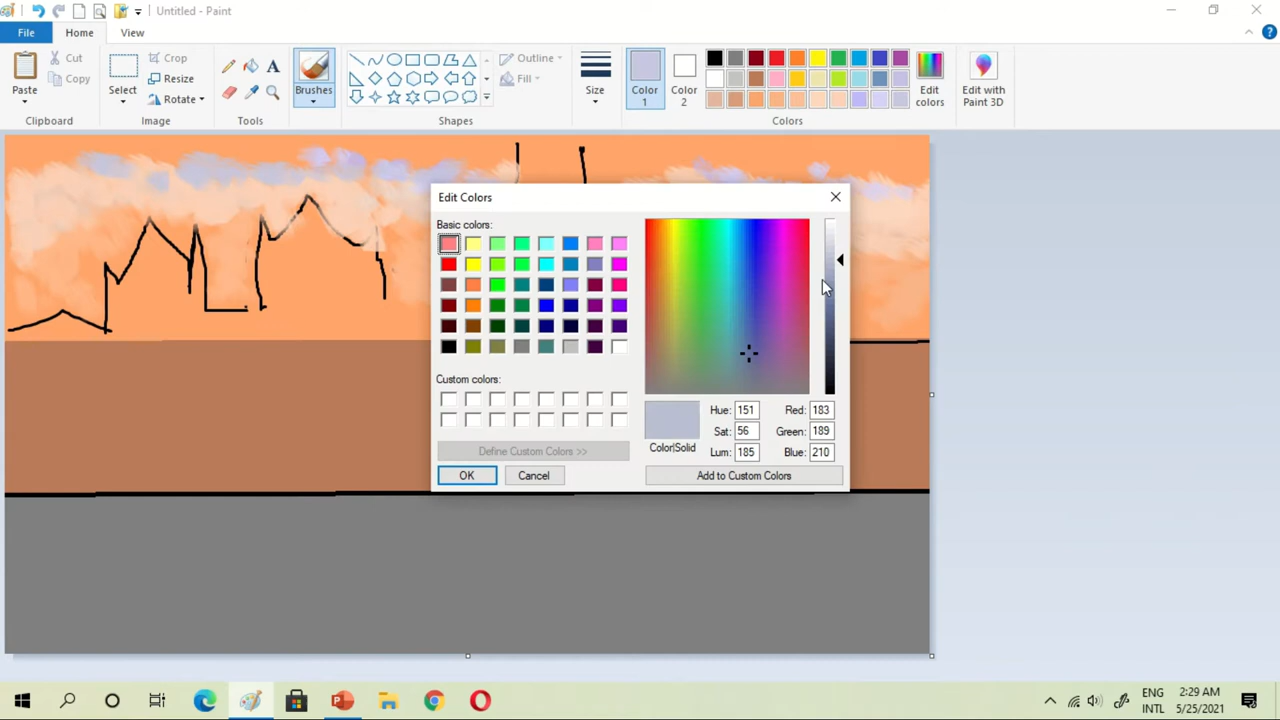 Untitled - Paint
File
Home
View
Paste
Cut
Copy
Clipboard
Select
Crop
Resize
Rotate
Image
A
Tools
Brushes
Outline
Fill
Shapes
Size
Color
1
Color
2
Edit
colors
Colors
Edit with
Paint 3D
Edit Colors
Basic colors:
Custom colors:
Define Custom Colors >>
OK
Cancel
Color|Solid
Hue: 151
Sat: 56
Lum: 185
Red: 183
Green: 189
Blue: 210
Add to Custom Colors
ENG
INTL
2:29 AM
5/25/2021